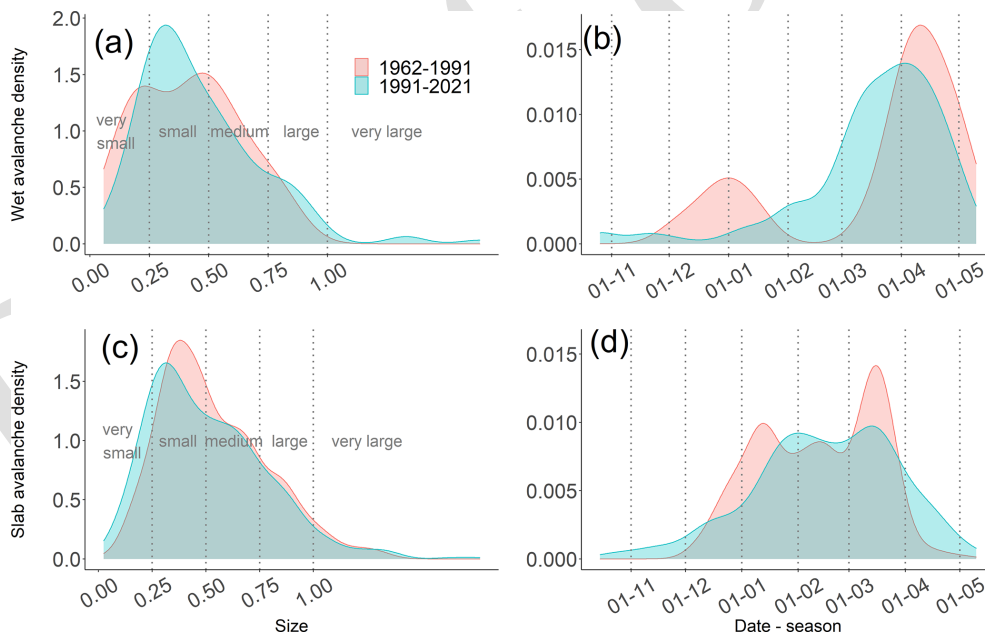 (a)
Wet avalanche density
2.0
1.5
1.0
0.5
0.0
1962-1991
1991-2021
very
small
small
medium
large
very large
0.00
0.25
0.50
0.75
1.00
(b)
0.015
0.010
0.005
0.000
01-11
01-12
01-01
01-02
01-03
01-04
01-05
(c)
Slab avalanche density
1.5
1.0
0.5
0.0
very
small
small
medium
large
very large
0.00
0.25
0.50
0.75
1.00
Size
(d)
0.015
0.010
0.005
0.000
01-11
01-12
01-01
01-02
01-03
01-04
01-05
Date - season